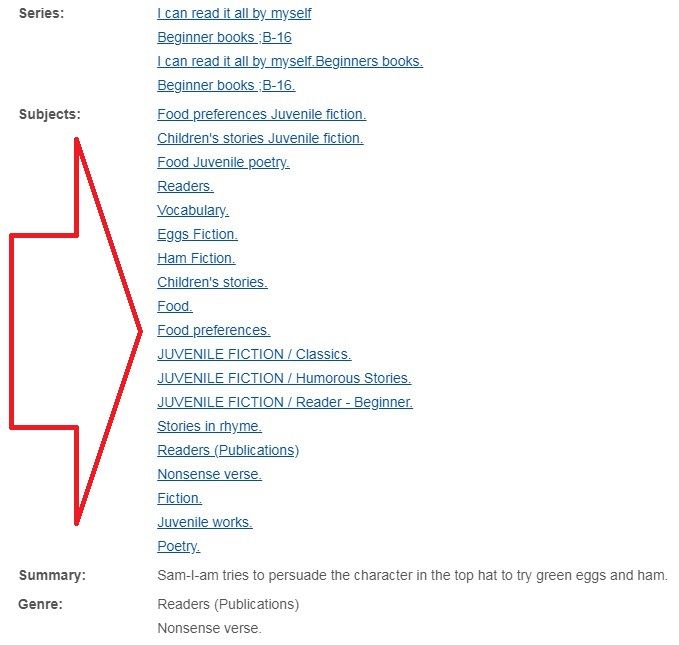 Series: I can read it all by myself
Beginner books ;B-16
I can read it all by myself.Beginners books.
Beginner books ;B-16.
Subjects: Food preferences Juvenile fiction.
Children's stories Juvenile fiction.
Food Juvenile poetry.
Readers.
Vocabulary.
Eggs Fiction.
Ham Fiction.
Children's stories.
Food.
Food preferences.
JUVENILE FICTION / Classics.
JUVENILE FICTION / Humorous Stories.
JUVENILE FICTION / Reader - Beginner.
Stories in rhyme.
Readers (Publications)
Nonsense verse.
Fiction.
Juvenile works.
Poetry.
Summary: Sam-I-am tries to persuade the character in the top hat to try green eggs and ham.
Genre: Readers (Publications)
Nonsense verse.